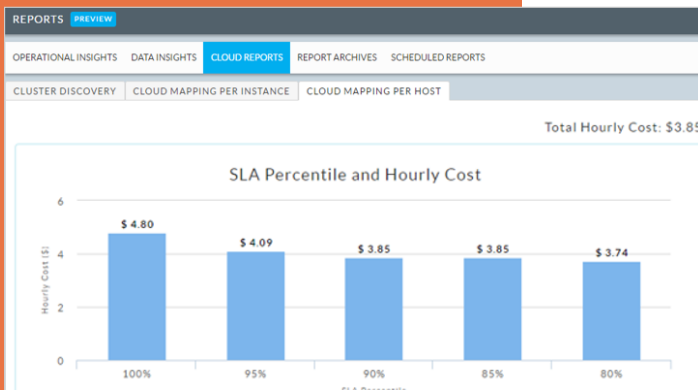 REPORTS PREVIEW
OPERATIONAL INSIGHTS DATA INSIGHTS CLOUD REPORTS REPORT ARCHIVES SCHEDULED REPORTS
CLUSTER DISCOVERY CLOUD MAPPING PER INSTANCE CLOUD MAPPING PER HOST
Total Hourly Cost: $3.85
SLA Percentile and Hourly Cost
Hourly Cost ($)
6
4
2
0
$ 4.80
$ 4.09
$ 3.85
$ 3.85
$ 3.74
100% 95% 90% 85% 80%
SLA Percentile